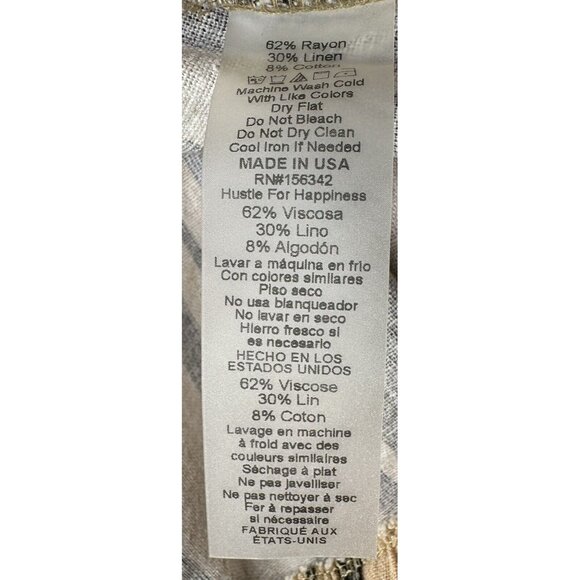 62% Rayon
30% Linen
8% Cotton
Machine Wash Cold
With Like Colors
Dry Flat
Do Not Bleach
Do Not Dry Clean
Cool Iron If Needed
MADE IN USA
RN#156342
Hustle For Happiness
62% Viscosa
30% Lino
8% Algodón
Lavar a máquina en frio
Con colores similares
Piso seco
No usa blanqueador
No lavar en seco
Hierro fresco si
es necesario
HECHO EN LOS
ESTADOS UNIDOS
62% Viscose
30% Lin
8% Coton
Lavage en machine
à froid avec des
couleurs similaires
Séchage à plat
Ne pas javelliser
Ne pas nettoyer à sec
Fer à repasser
si nécessaire
FABRIQUÉ AUX
ÉTATS-UNIS